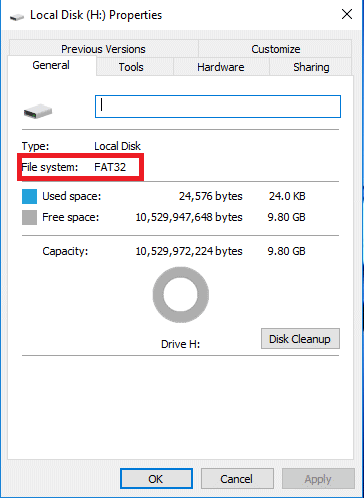 Local Disk (H:) Properties
Previous Versions Customize
General Tools Hardware Sharing
Type: Local Disk
File system: FAT32
Used space: 24,576 bytes 24.0 KB
Free space: 10,529,947,648 bytes 9.80 GB
Capacity: 10,529,972,224 bytes 9.80 GB
Drive H: Disk Cleanup
OK Cancel Apply